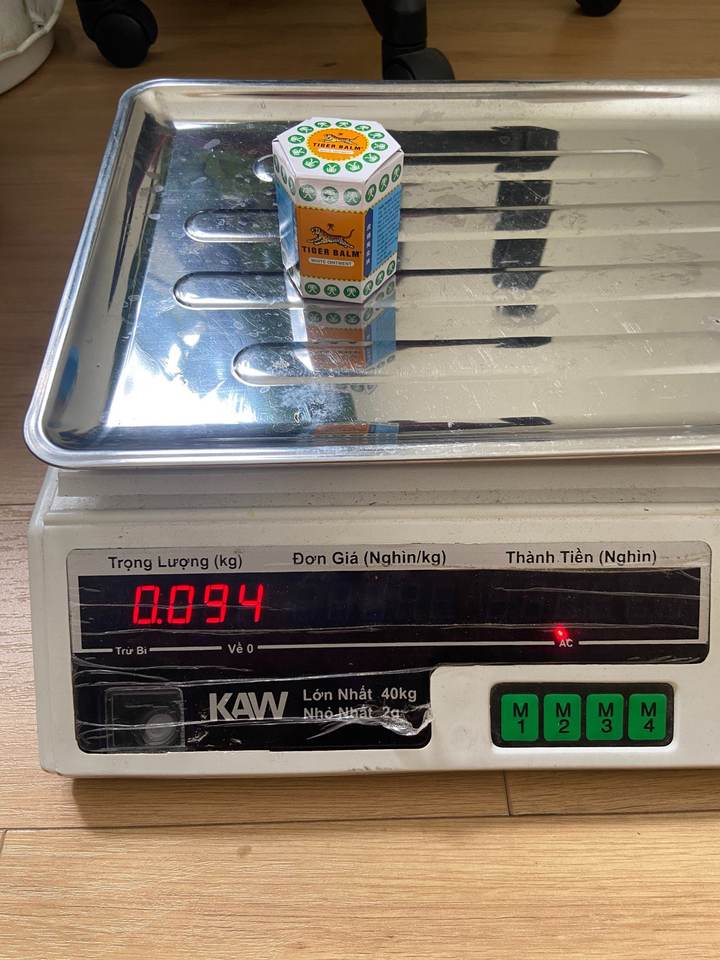 TIGER BALM
TIGER BALM
WHITE OINTMENT
Trọng Lượng (kg) Đơn Giá (Nghìn/kg) Thành Tiền (Nghìn)
0.094
Trừ Bì Về 0 AC
KAW
Lớn Nhất 40kg
Nhỏ Nhất 2g
M 1 M 2 M 3 M 4